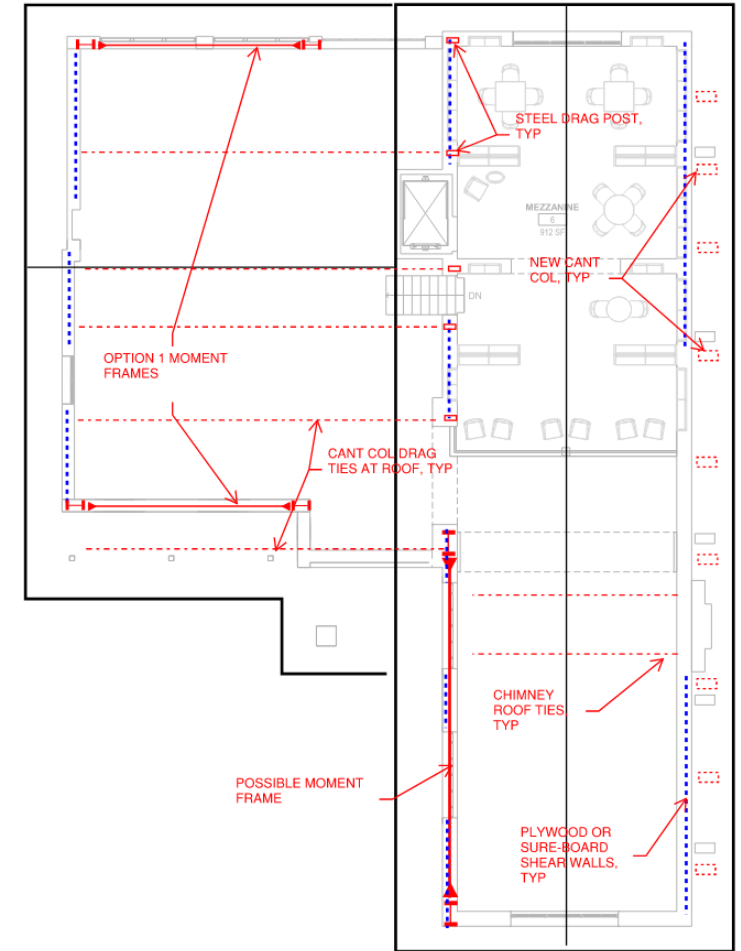 STEEL DRAG POST,
TYP
MEZZANINE
6
912 SF
NEW CANT
COL, TYP
DN
OPTION 1 MOMENT
FRAMES
CANT COL DRAG
TIES AT ROOF, TYP
CHIMNEY
ROOF TIES,
TYP
POSSIBLE MOMENT
FRAME
PLYWOOD OR
SURE-BOARD
SHEAR WALLS,
TYP